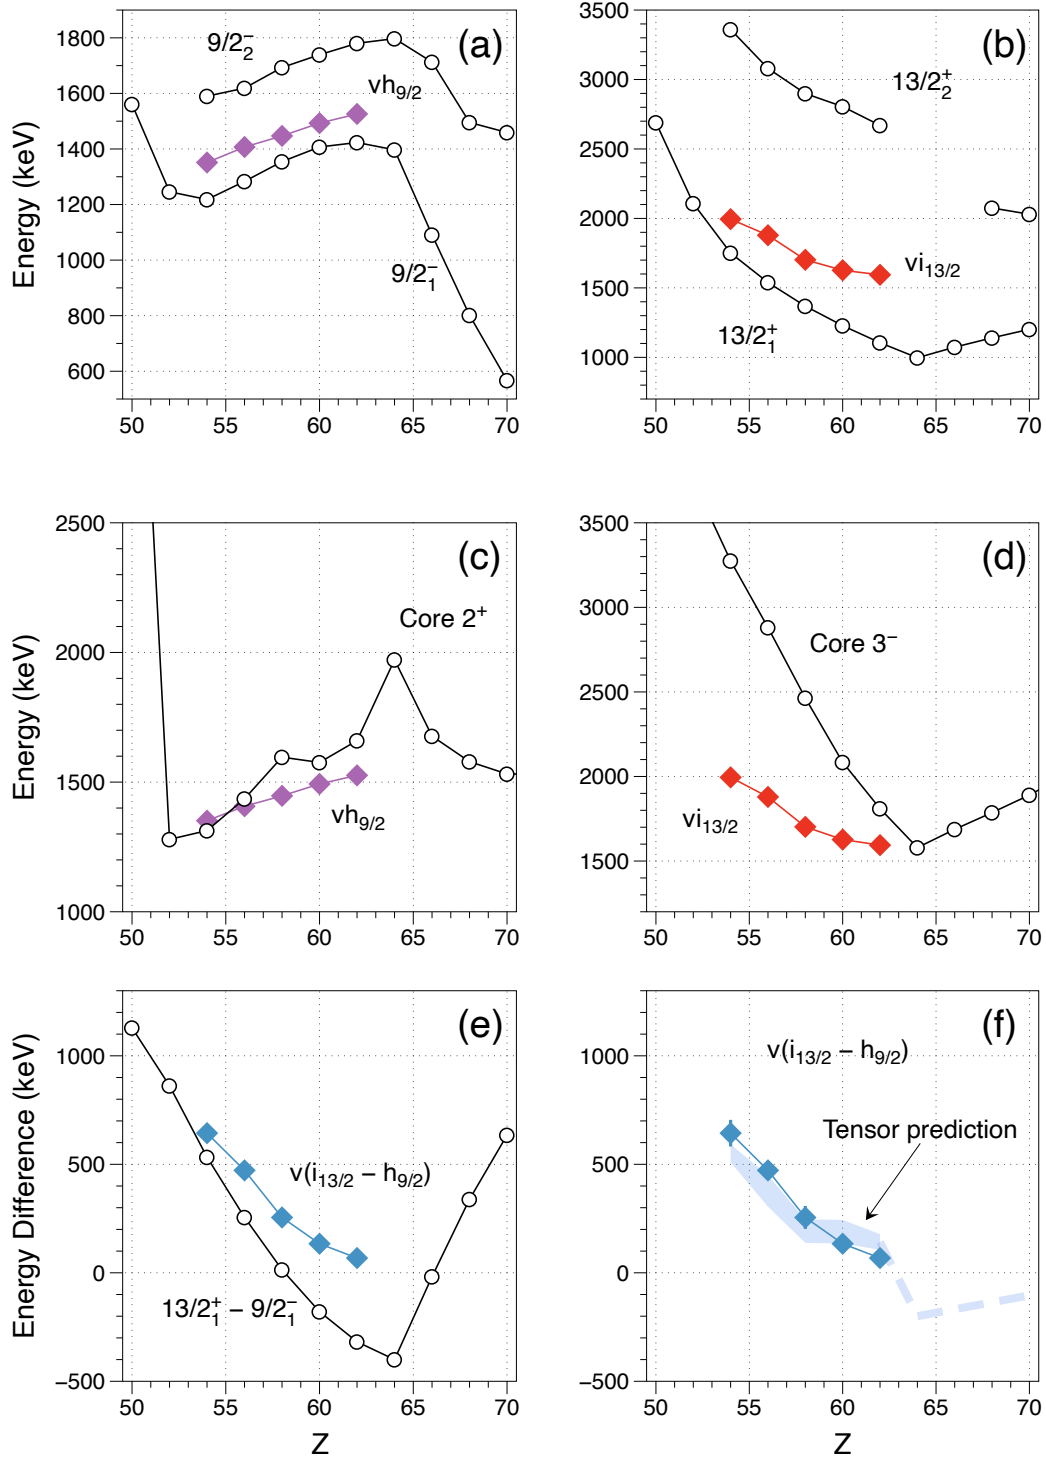 (a)
9/2₂⁻
νh₉/₂
9/2₁⁻
Energy (keV)
1800
1600
1400
1200
1000
800
600
50 55 60 65 70
(b)
13/2₂⁺
νi₁₃/₂
13/2₁⁺
3500
3000
2500
2000
1500
1000
50 55 60 65 70
(c)
Core 2⁺
νh₉/₂
Energy (keV)
2500
2000
1500
1000
50 55 60 65 70
(d)
Core 3⁻
νi₁₃/₂
3500
3000
2500
2000
1500
50 55 60 65 70
(e)
ν(i₁₃/₂ − h₉/₂)
13/2₁⁺ − 9/2₁⁻
Energy Difference (keV)
1000
500
0
−500
50 55 60 65 70
Z
(f)
ν(i₁₃/₂ − h₉/₂)
Tensor prediction
1000
500
0
−500
50 55 60 65 70
Z